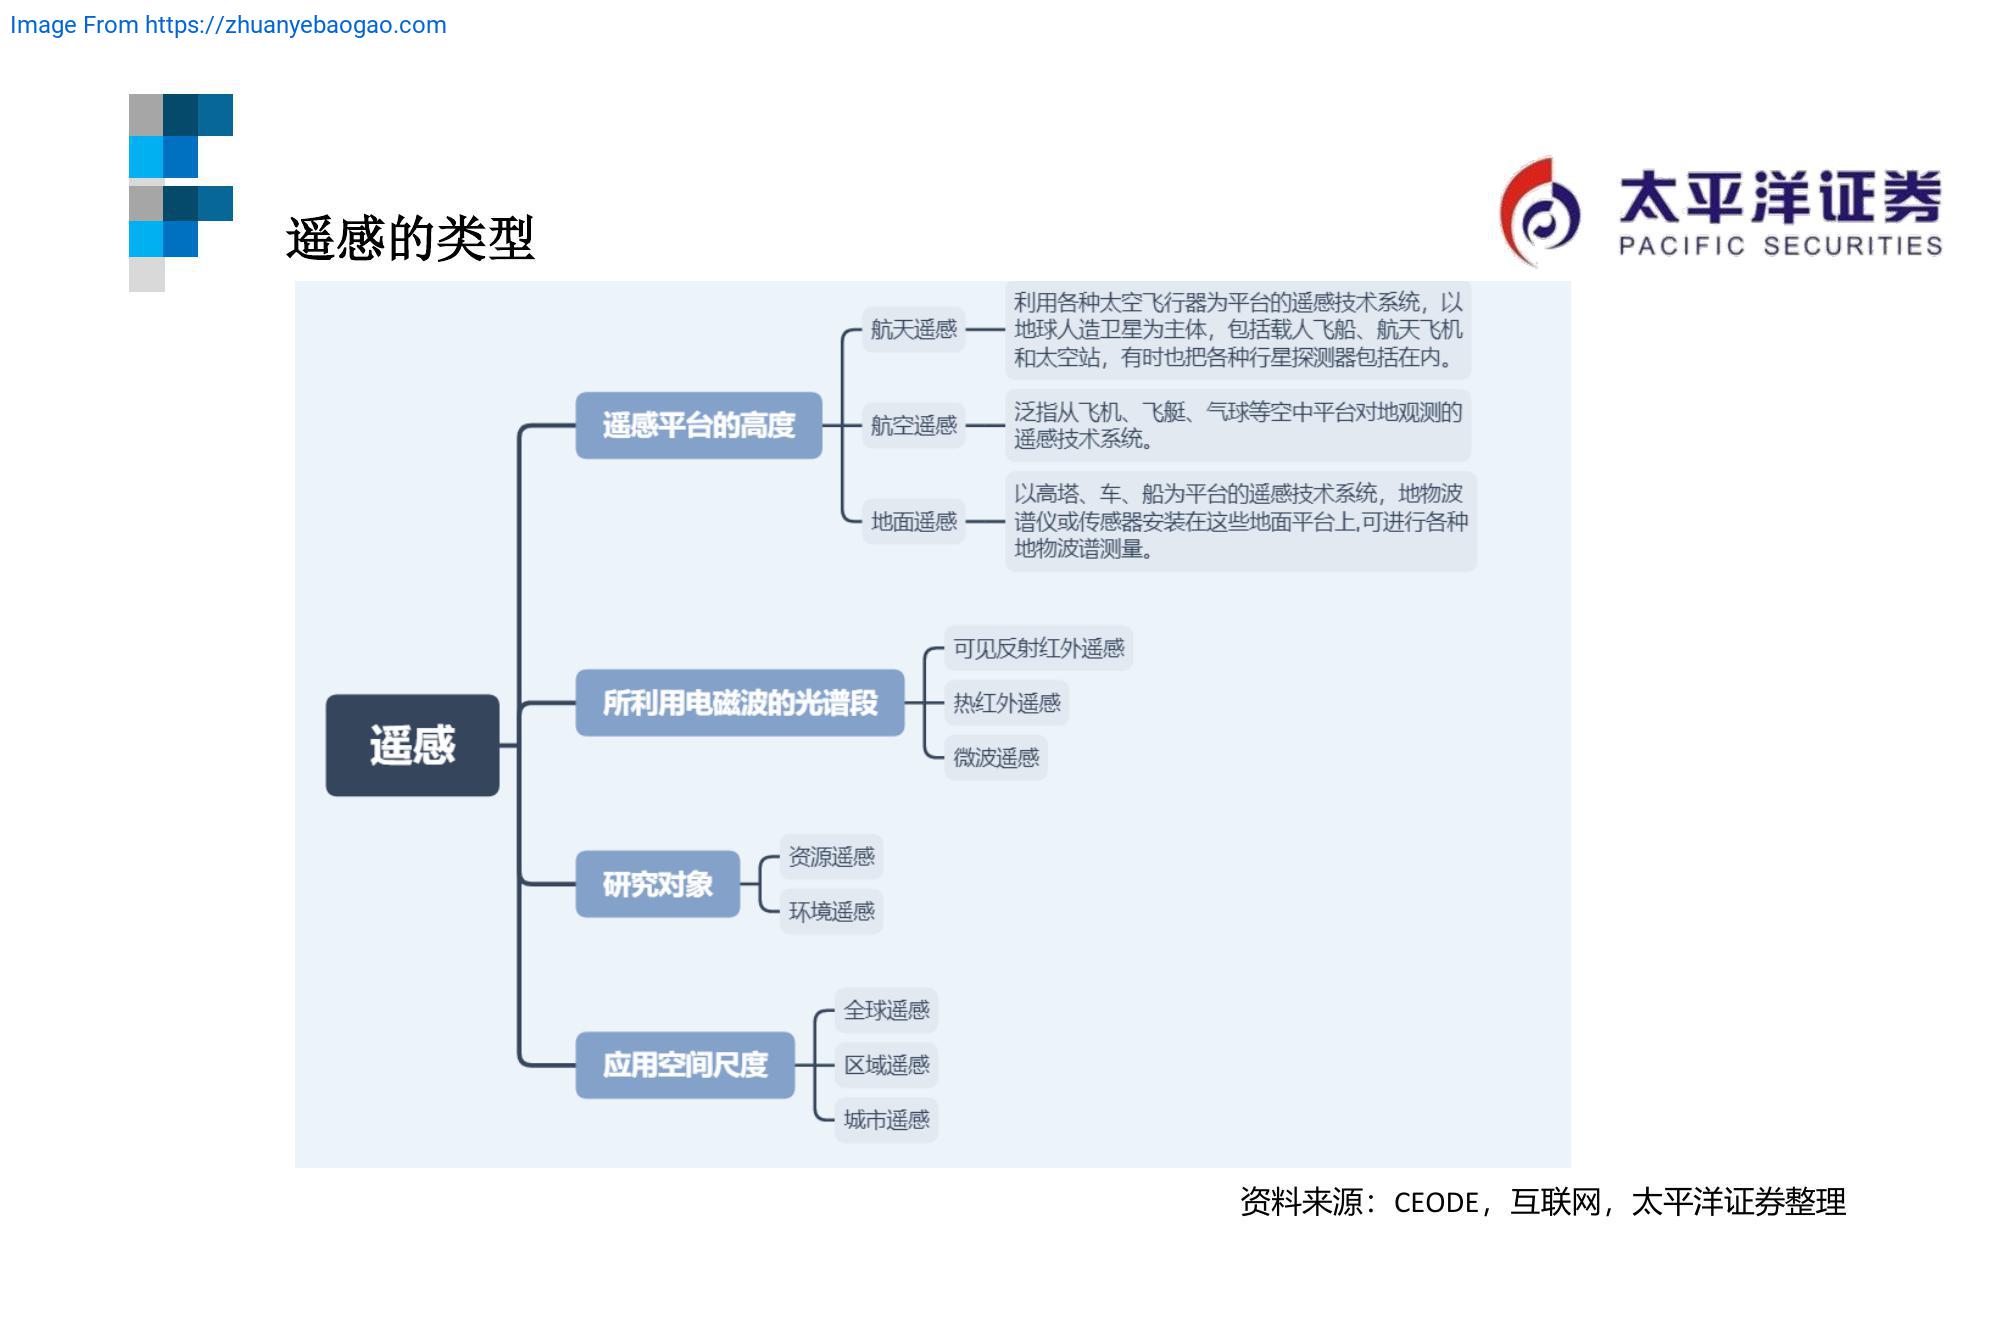 Image From https://zhuanyebaogao.com
太平洋证券
PACIFIC SECURITIES
遥感的类型
遥感
遥感平台的高度
航天遥感
利用各种太空飞行器为平台的遥感技术系统，以
地球人造卫星为主体，包括载人飞船、航天飞机
和太空站，有时也把各种行星探测器包括在内。
航空遥感
泛指从飞机、飞艇、气球等空中平台对地观测的
遥感技术系统。
地面遥感
以高塔、车、船为平台的遥感技术系统，地物波
谱仪或传感器安装在这些地面平台上,可进行各种
地物波谱测量。
所利用电磁波的光谱段
可见反射红外遥感
热红外遥感
微波遥感
研究对象
资源遥感
环境遥感
应用空间尺度
全球遥感
区域遥感
城市遥感
资料来源：CEODE，互联网，太平洋证券整理